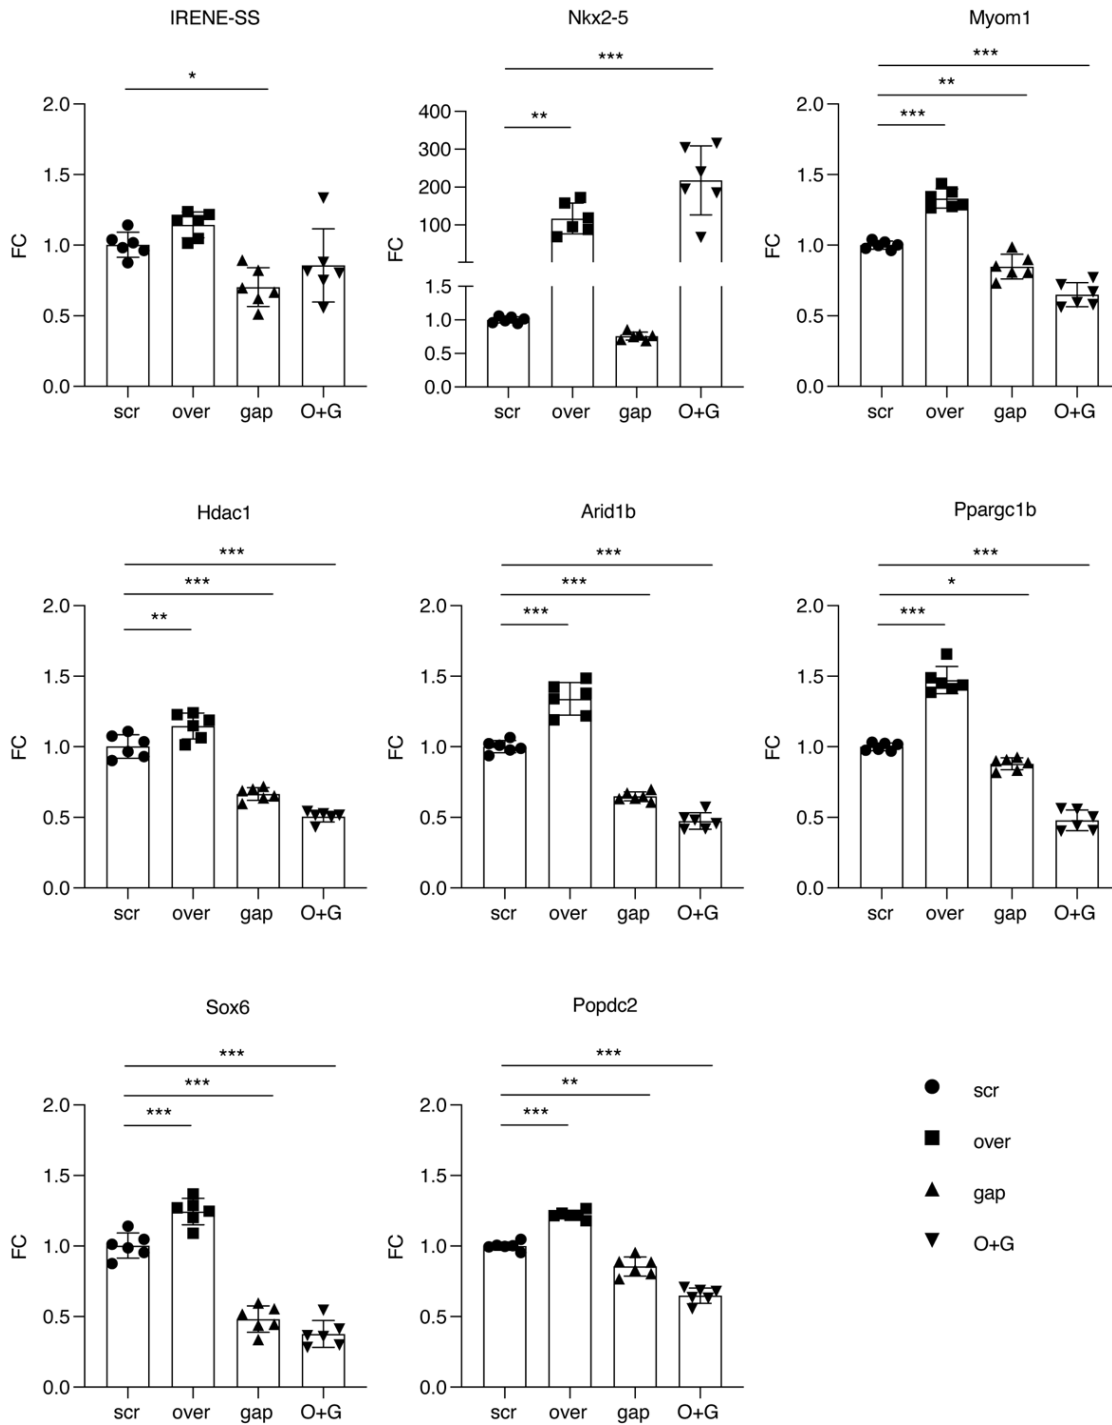 IRENE-SS
*
FC
2.0
1.5
1.0
0.5
0.0
scr over gap O+G
Nkx2-5
***
**
FC
400
300
200
100
1.5
1.0
0.5
0.0
scr over gap O+G
Myom1
***
**
***
FC
2.0
1.5
1.0
0.5
0.0
scr over gap O+G
Hdac1
***
***
**
FC
2.0
1.5
1.0
0.5
0.0
scr over gap O+G
Arid1b
***
***
***
FC
2.0
1.5
1.0
0.5
0.0
scr over gap O+G
Ppargc1b
***
*
***
FC
2.0
1.5
1.0
0.5
0.0
scr over gap O+G
Sox6
***
***
***
FC
2.0
1.5
1.0
0.5
0.0
scr over gap O+G
Popdc2
***
**
***
FC
2.0
1.5
1.0
0.5
0.0
scr over gap O+G
scr
over
gap
O+G